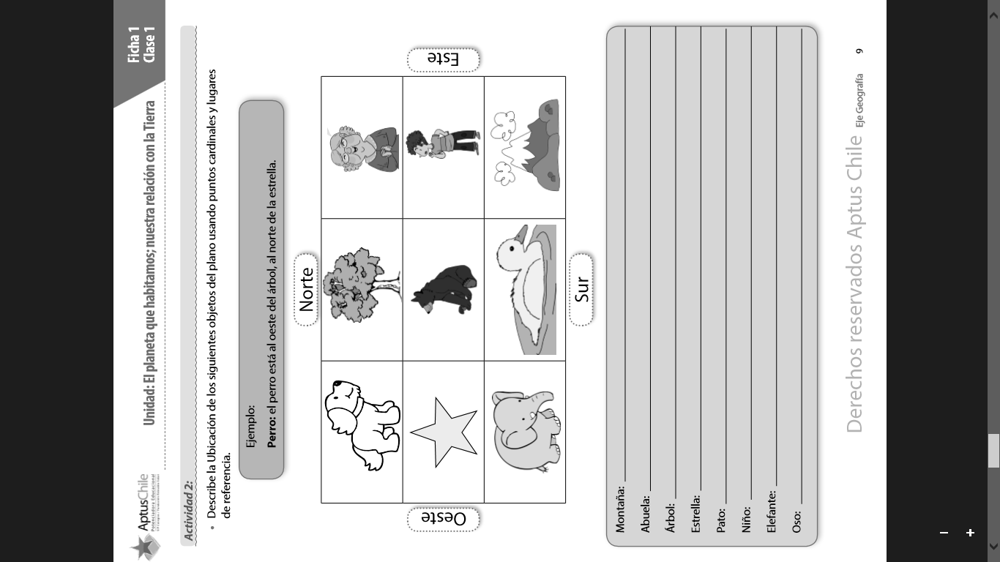 AptusChile
Potenciadora Educacional
Unidad: El planeta que habitamos; nuestra relación con la Tierra
Ficha 1
Clase 1
Actividad 2:
• Describe la Ubicación de los siguientes objetos del plano usando puntos cardinales y lugares
de referencia.
Ejemplo:
Perro: el perro está al oeste del árbol, al norte de la estrella.
Norte
Oeste
Este
Sur
Montaña:
Abuela:
Árbol:
Estrella:
Pato:
Niño:
Elefante:
Oso:
Derechos reservados Aptus Chile
Eje Geografía 9